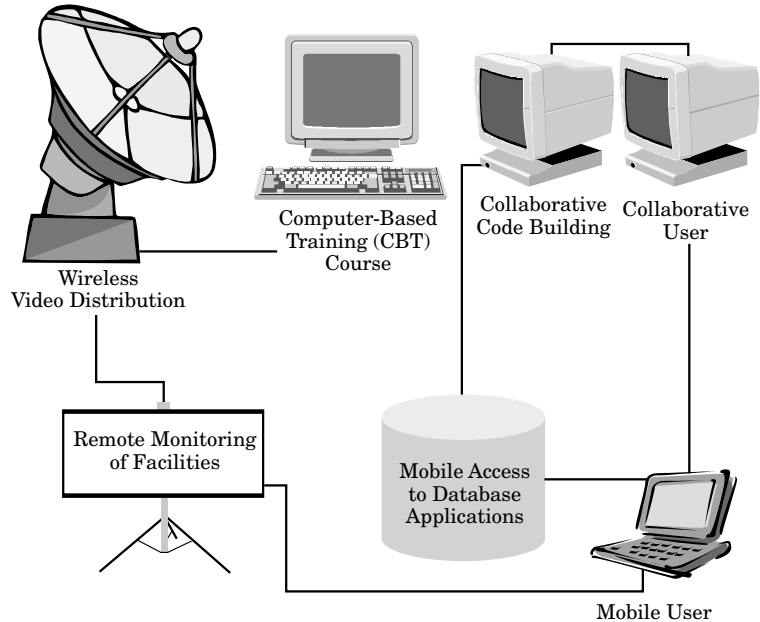 Computer-Based
Training (CBT)
Course
Collaborative
Code Building
Collaborative
User
Wireless
Video Distribution
Remote Monitoring
of Facilities
Mobile Access
to Database
Applications
Mobile User